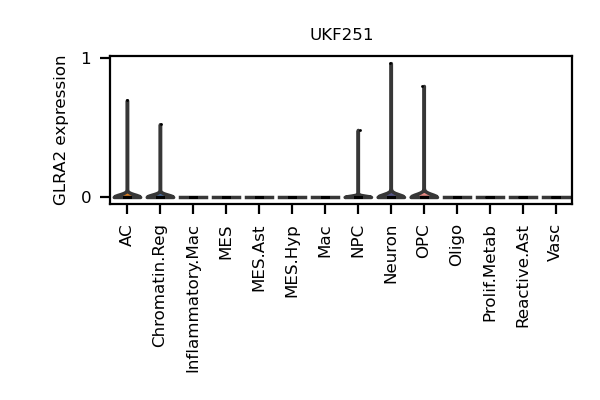 UKF251
GLRA2 expression
1
0
AC
Chromatin.Reg
Inflammatory.Mac
MES
MES.Ast
MES.Hyp
Mac
NPC
Neuron
OPC
Oligo
Prolif.Metab
Reactive.Ast
Vasc